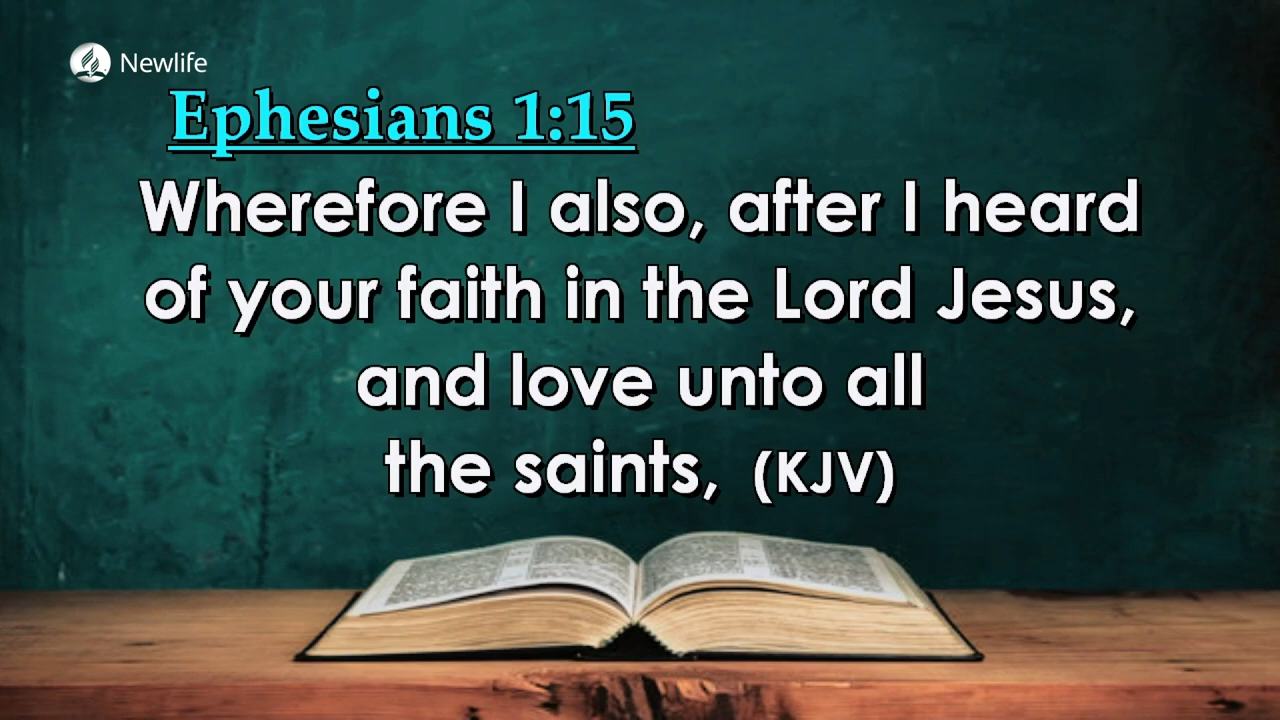 Newlife
Ephesians 1:15
Wherefore I also, after I heard
of your faith in the Lord Jesus,
and love unto all
the saints, (KJV)